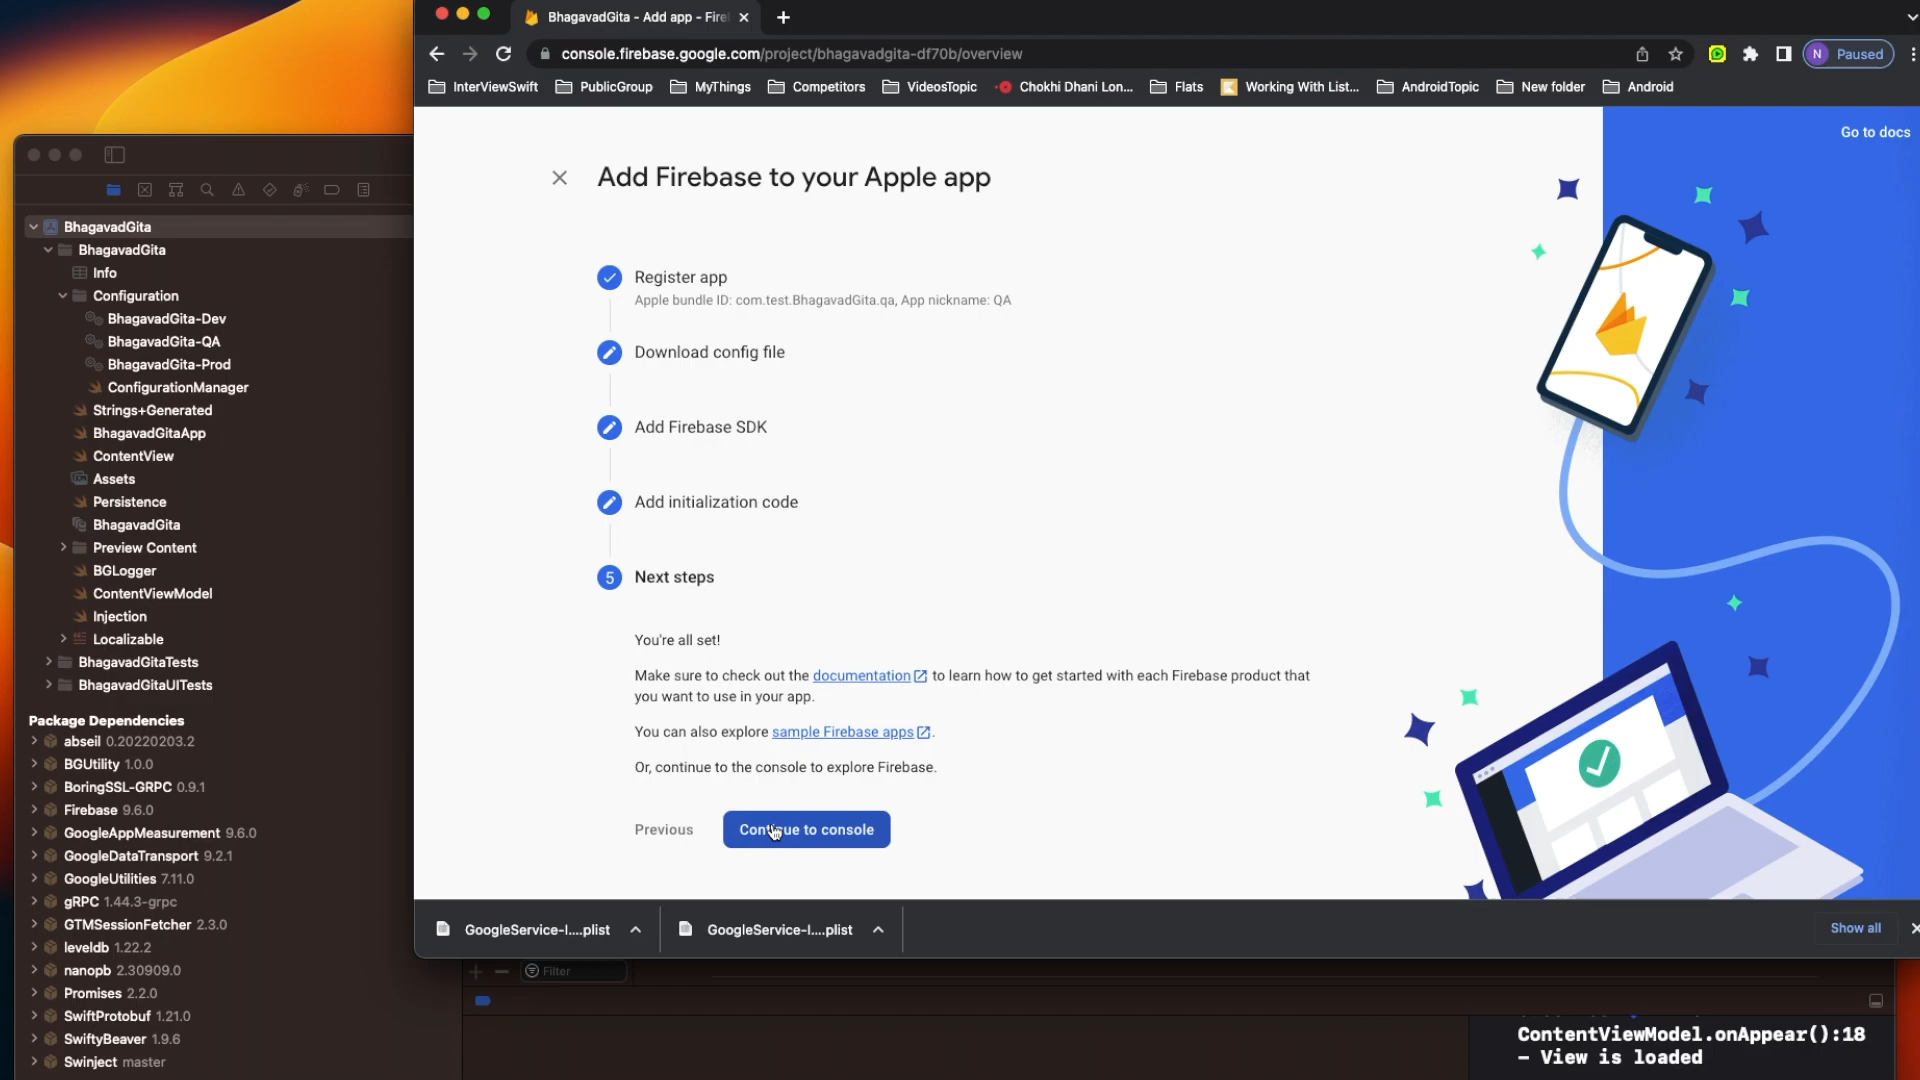 BhagavadGita - Add app - Fire
console.firebase.google.com/project/bhagavadgita-df70b/overview
N Paused
InterViewSwift PublicGroup MyThings Competitors VideosTopic Chokhi Dhani Lon... Flats Working With List... AndroidTopic New folder Android
Go to docs
Add Firebase to your Apple app
Register app
Apple bundle ID: com.test.BhagavadGita.qa, App nickname: QA
Download config file
Add Firebase SDK
Add initialization code
5 Next steps
You're all set!
Make sure to check out the documentation to learn how to get started with each Firebase product that
you want to use in your app.
You can also explore sample Firebase apps.
Or, continue to the console to explore Firebase.
Previous Continue to console
GoogleService-I....plist GoogleService-I....plist Show all
BhagavadGita
BhagavadGita
Info
Configuration
BhagavadGita-Dev
BhagavadGita-QA
BhagavadGita-Prod
ConfigurationManager
Strings+Generated
BhagavadGitaApp
ContentView
Assets
Persistence
BhagavadGita
Preview Content
BGLogger
ContentViewModel
Injection
Localizable
BhagavadGitaTests
BhagavadGitaUITests
Package Dependencies
abseil 0.20220203.2
BGUtility 1.0.0
BoringSSL-GRPC 0.9.1
Firebase 9.6.0
GoogleAppMeasurement 9.6.0
GoogleDataTransport 9.2.1
GoogleUtilities 7.11.0
gRPC 1.44.3-grpc
GTMSessionFetcher 2.3.0
leveldb 1.22.2
nanopb 2.30909.0
Promises 2.2.0
SwiftProtobuf 1.21.0
SwiftyBeaver 1.9.6
Swinject master
Filter
ContentViewModel.onAppear():18
- View is loaded